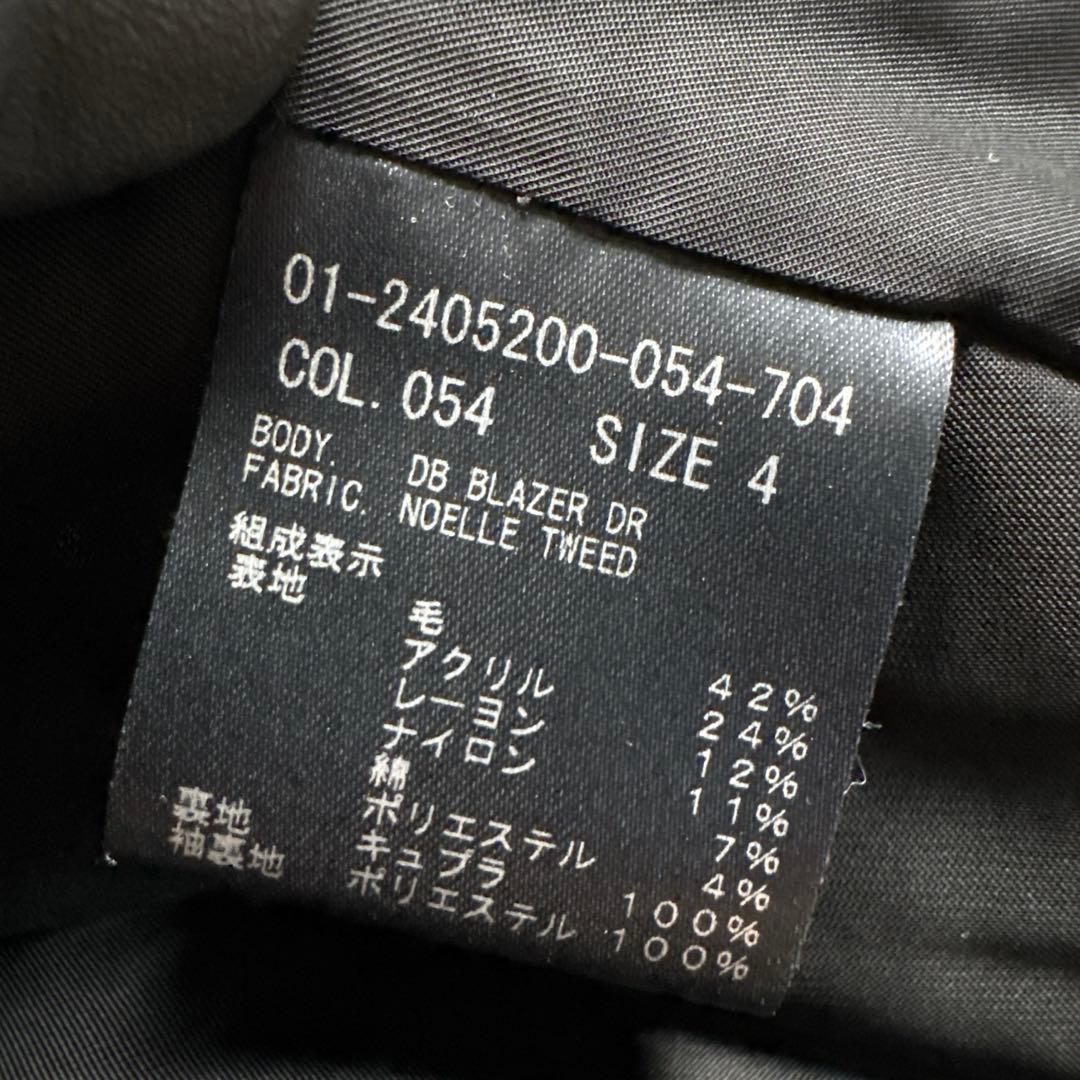 01-2405200-054-704
COL. 054 SIZE 4
BODY. DB BLAZER DR
FABRIC. NOELLE TWEED
組成表示
表地
毛 42%
アクリル 24%
レーヨン 12%
ナイロン 11%
綿 7%
ポリエステル 4%
裏地 キュプラ 100%
袖裏地 ポリエステル 100%